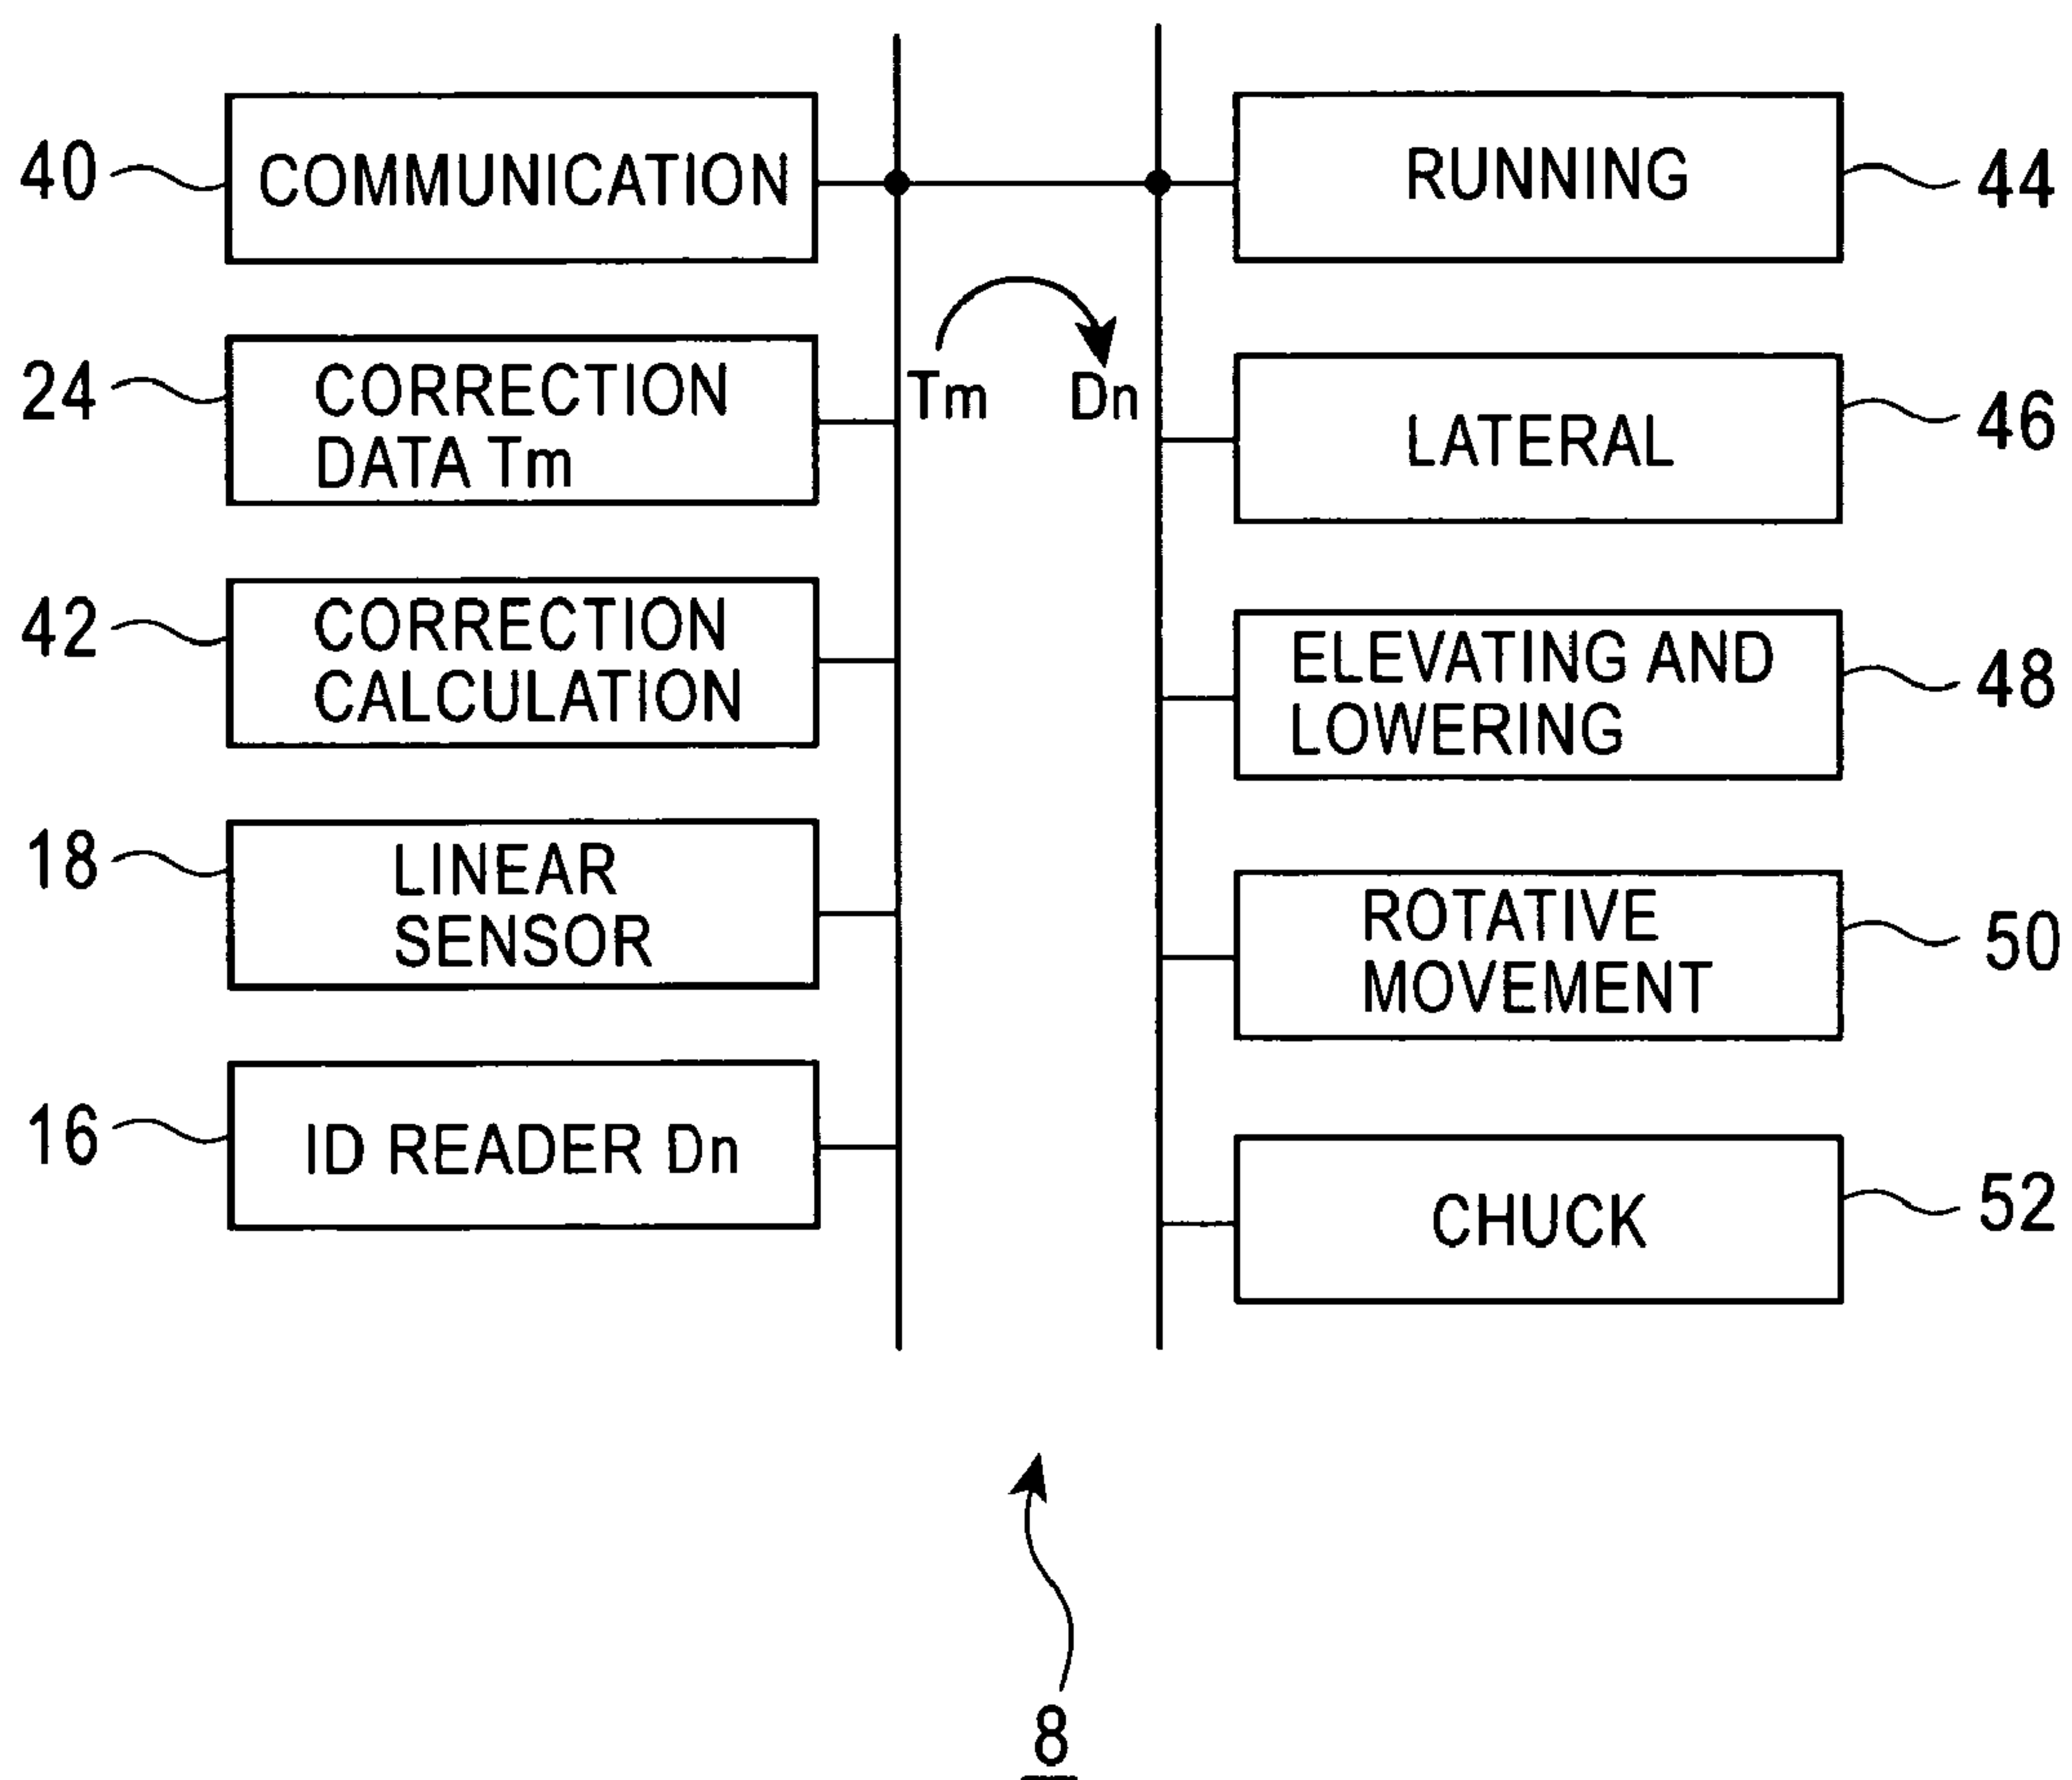 40
COMMUNICATION
24
CORRECTION
DATA Tm
42
CORRECTION
CALCULATION
18
LINEAR
SENSOR
16
ID READER Dn
Tm
Dn
RUNNING
44
LATERAL
46
ELEVATING AND
LOWERING
48
ROTATIVE
MOVEMENT
50
CHUCK
52
8